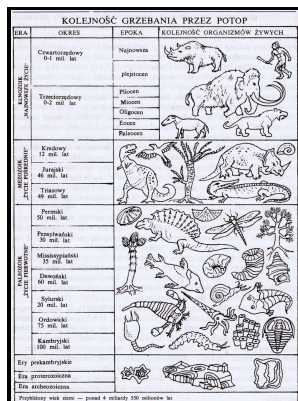 KOLEJNOŚĆ GRZEBANIA PRZEZ POTOP
ERA
OKRES
EPOKA
KOLEJNOŚĆ ORGANIZMÓW ŻYWYCH
KENOZOIK
„NAJNOWSZE ŻYCIE”
Czwartorzędowy
0-1 mil. lat
Najnowsza
plejstocen
Trzeciorzędowy
0-2 mil. lat
Pliocen
Miocen
Oligocen
Eocen
Paleocen
MEZOZOIK
„ŻYCIE POŚREDNIE”
Kredowy
12 mil. lat
Jurajski
46 mil. lat
Triasowy
49 mil. lat
PALEOZOIK
„ŻYCIE PIERWOTNE”
Permski
50 mil. lat
Pensylwański
30 mil. lat
Missisypiański
35 mil. lat
Dewoński
60 mil. lat
Sylurski
20 mil. lat
Ordowicki
75 mil. lat
Kambryjski
100 mil. lat
Ery prekambryjskie
Era proterozoiczna
Era archeozoiczna
Przybliżony wiek ziemi — ponad 4 miliardy 550 milionów lat